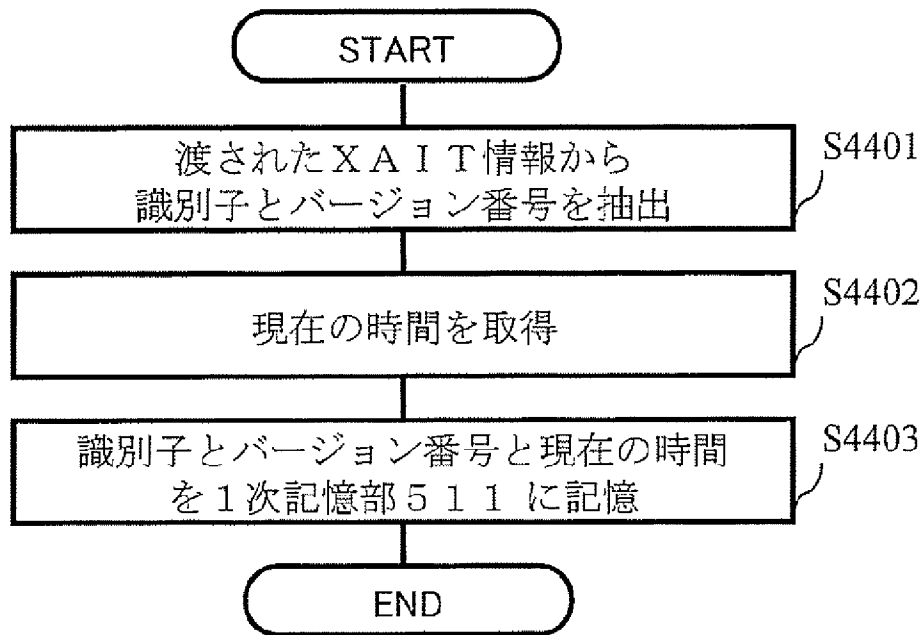 START
渡されたＸＡＩＴ情報から
識別子とバージョン番号を抽出
S4401
現在の時間を取得
S4402
識別子とバージョン番号と現在の時間
を１次記憶部５１１に記憶
S4403
END